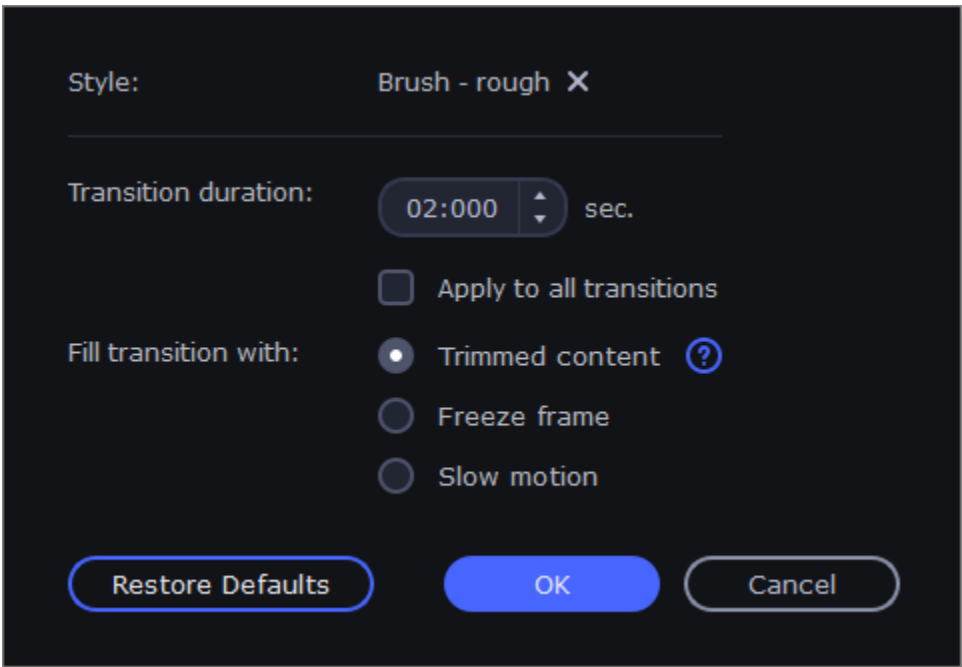 Style: Brush - rough
Transition duration: 02:000 sec.
Apply to all transitions
Fill transition with: Trimmed content ?
Freeze frame
Slow motion
Restore Defaults OK Cancel